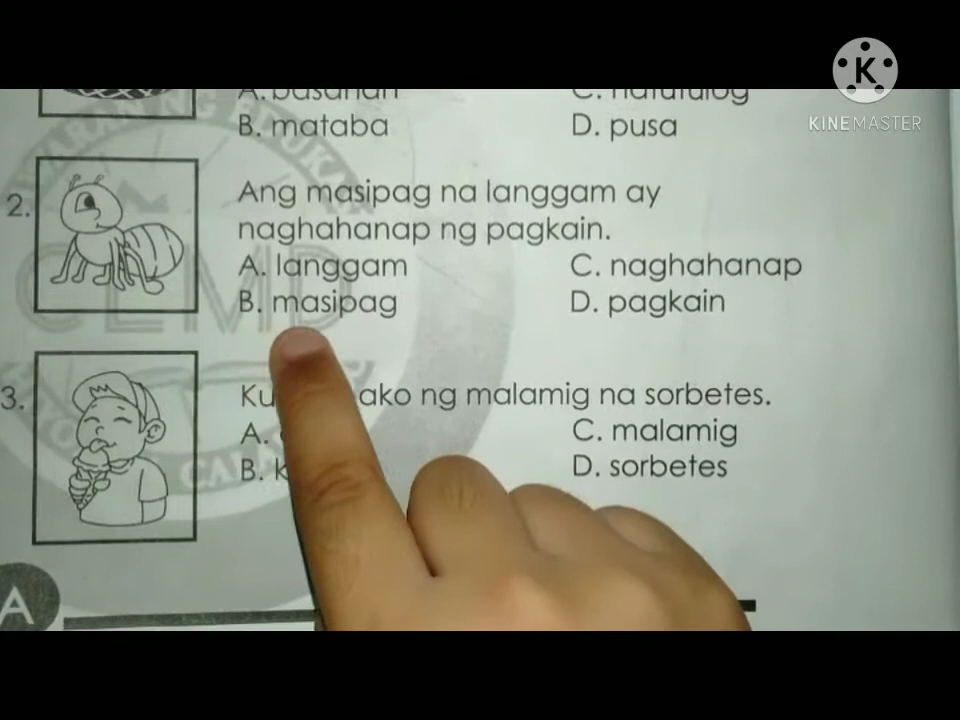 K
KINEMASTER
B. mataba D. pusa
2. Ang masipag na langgam ay
naghahanap ng pagkain.
A. langgam C. naghahanap
B. masipag D. pagkain
3. ako ng malamig na sorbetes.
A. C. malamig
B. D. sorbetes
A